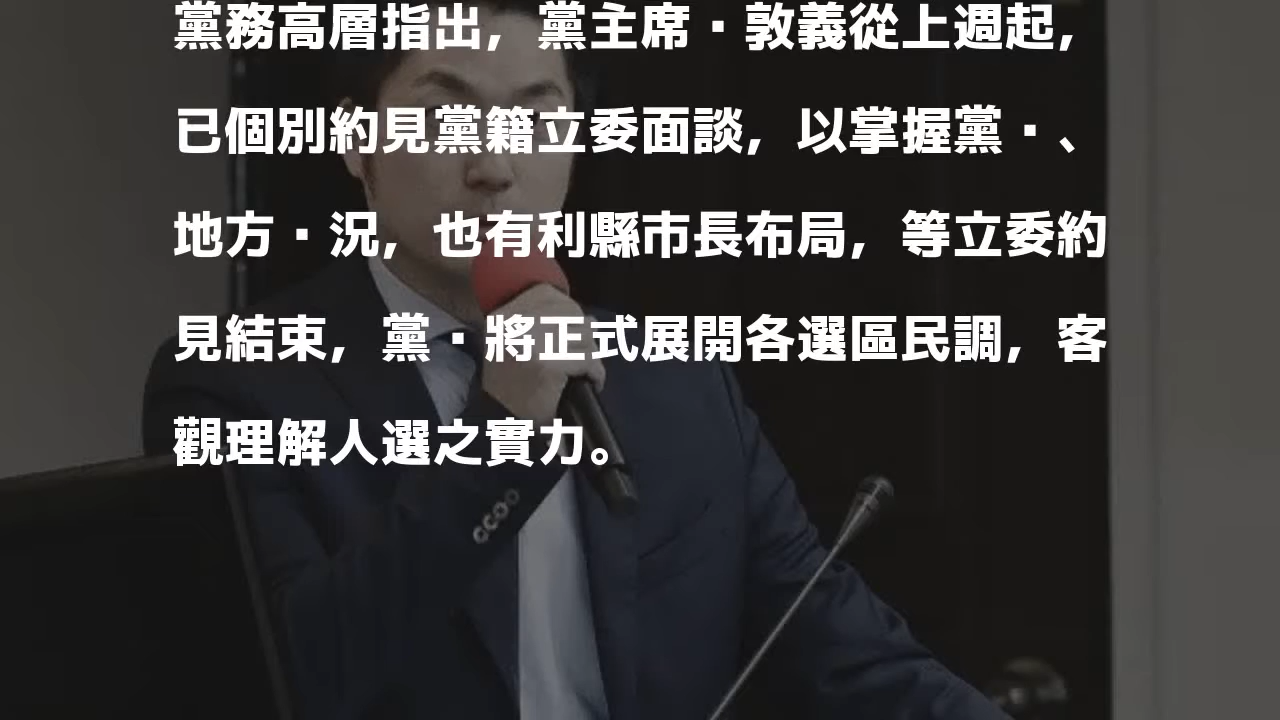 黨務高層指出，黨主席·敦義從上週起，
已個別約見黨籍立委面談，以掌握黨·、
地方·況，也有利縣市長布局，等立委約
見結束，黨·將正式展開各選區民調，客
觀理解人選之實力。